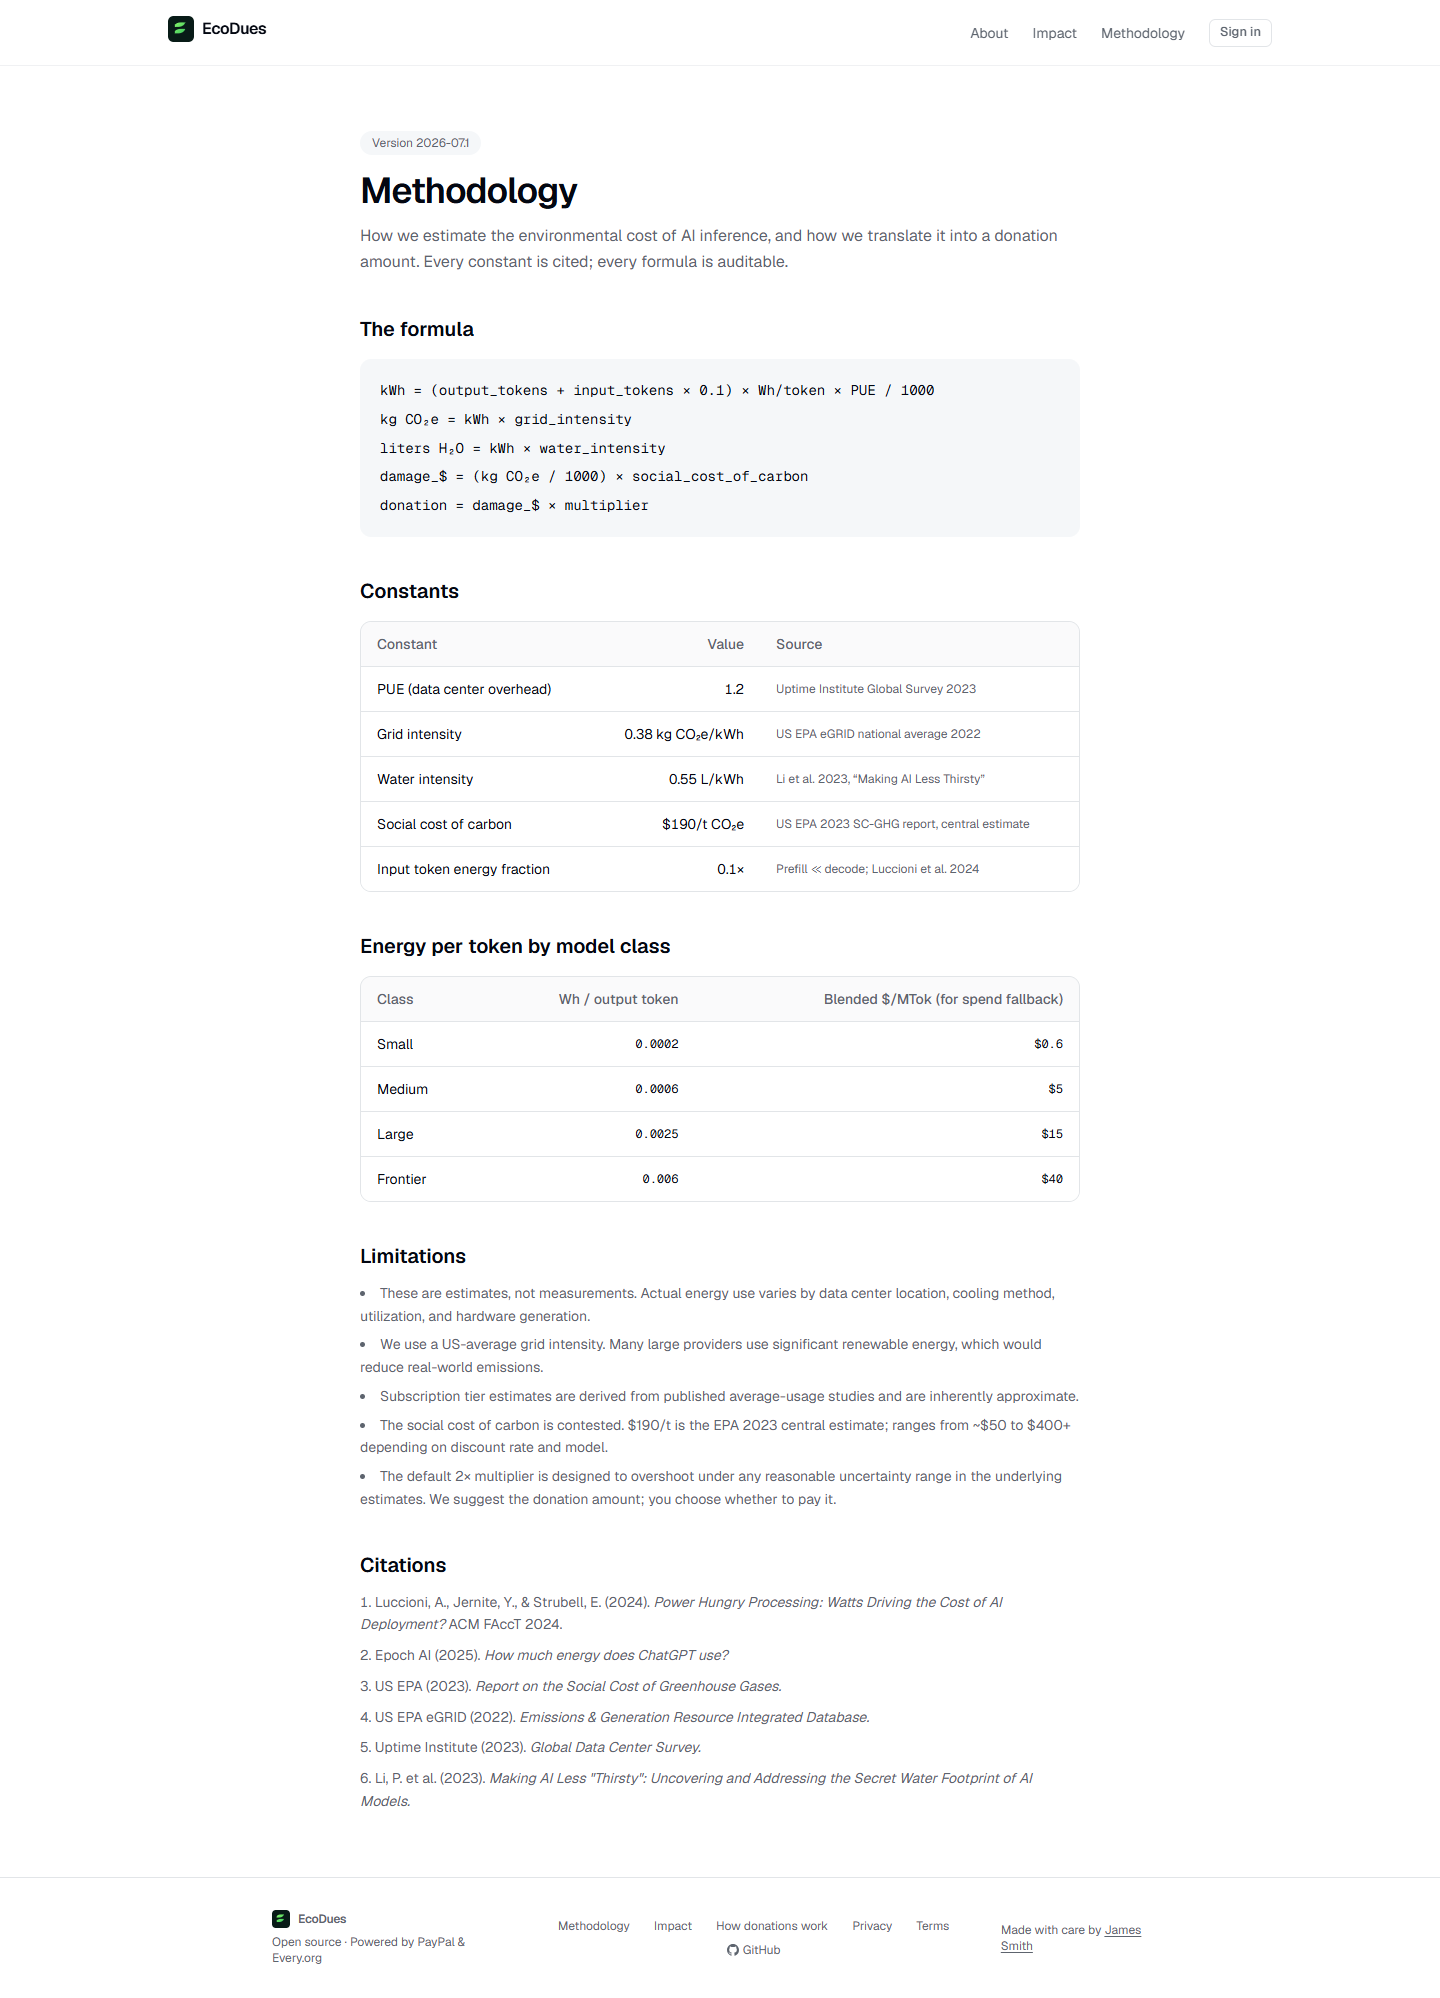 EcoDues
About Impact Methodology Sign in
Version 2026-07.1
Methodology
How we estimate the environmental cost of AI inference, and how we translate it into a donation
amount. Every constant is cited; every formula is auditable.
The formula
kWh = (output_tokens + input_tokens × 0.1) × Wh/token × PUE / 1000
kg CO₂e = kWh × grid_intensity
liters H₂O = kWh × water_intensity
damage_$ = (kg CO₂e / 1000) × social_cost_of_carbon
donation = damage_$ × multiplier
Constants
Constant Value Source
PUE (data center overhead) 1.2 Uptime Institute Global Survey 2023
Grid intensity 0.38 kg CO₂e/kWh US EPA eGRID national average 2022
Water intensity 0.55 L/kWh Li et al. 2023, “Making AI Less Thirsty”
Social cost of carbon $190/t CO₂e US EPA 2023 SC-GHG report, central estimate
Input token energy fraction 0.1× Prefill ≪ decode; Luccioni et al. 2024
Energy per token by model class
Class Wh / output token Blended $/MTok (for spend fallback)
Small 0.0002 $0.6
Medium 0.0006 $5
Large 0.0025 $15
Frontier 0.006 $40
Limitations
• These are estimates, not measurements. Actual energy use varies by data center location, cooling method,
utilization, and hardware generation.
• We use a US-average grid intensity. Many large providers use significant renewable energy, which would
reduce real-world emissions.
• Subscription tier estimates are derived from published average-usage studies and are inherently approximate.
• The social cost of carbon is contested. $190/t is the EPA 2023 central estimate; ranges from ~$50 to $400+
depending on discount rate and model.
• The default 2× multiplier is designed to overshoot under any reasonable uncertainty range in the underlying
estimates. We suggest the donation amount; you choose whether to pay it.
Citations
1. Luccioni, A., Jernite, Y., & Strubell, E. (2024). Power Hungry Processing: Watts Driving the Cost of AI
Deployment? ACM FAccT 2024.
2. Epoch AI (2025). How much energy does ChatGPT use?
3. US EPA (2023). Report on the Social Cost of Greenhouse Gases.
4. US EPA eGRID (2022). Emissions & Generation Resource Integrated Database.
5. Uptime Institute (2023). Global Data Center Survey.
6. Li, P. et al. (2023). Making AI Less "Thirsty": Uncovering and Addressing the Secret Water Footprint of AI
Models.
EcoDues
Open source · Powered by PayPal &
Every.org
Methodology Impact How donations work Privacy Terms
GitHub
Made with care by James
Smith